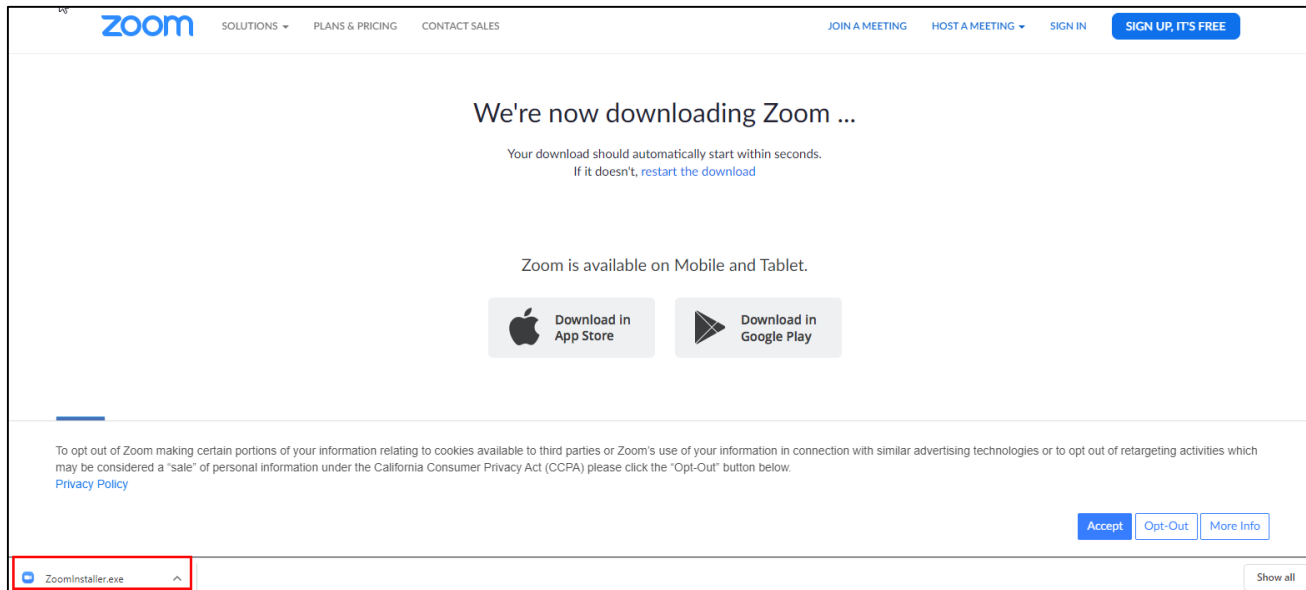 zoom SOLUTIONS PLANS & PRICING CONTACT SALES JOIN A MEETING HOST A MEETING SIGN IN SIGN UP, IT'S FREE
We're now downloading Zoom ...
Your download should automatically start within seconds.
If it doesn't, restart the download
Zoom is available on Mobile and Tablet.
Download in
App Store
Download in
Google Play
To opt out of Zoom making certain portions of your information relating to cookies available to third parties or Zoom's use of your information in connection with similar advertising technologies or to opt out of retargeting activities which
may be considered a "sale" of personal information under the California Consumer Privacy Act (CCPA) please click the "Opt-Out" button below.
Privacy Policy
Accept Opt-Out More Info
ZoomInstaller.exe Show all